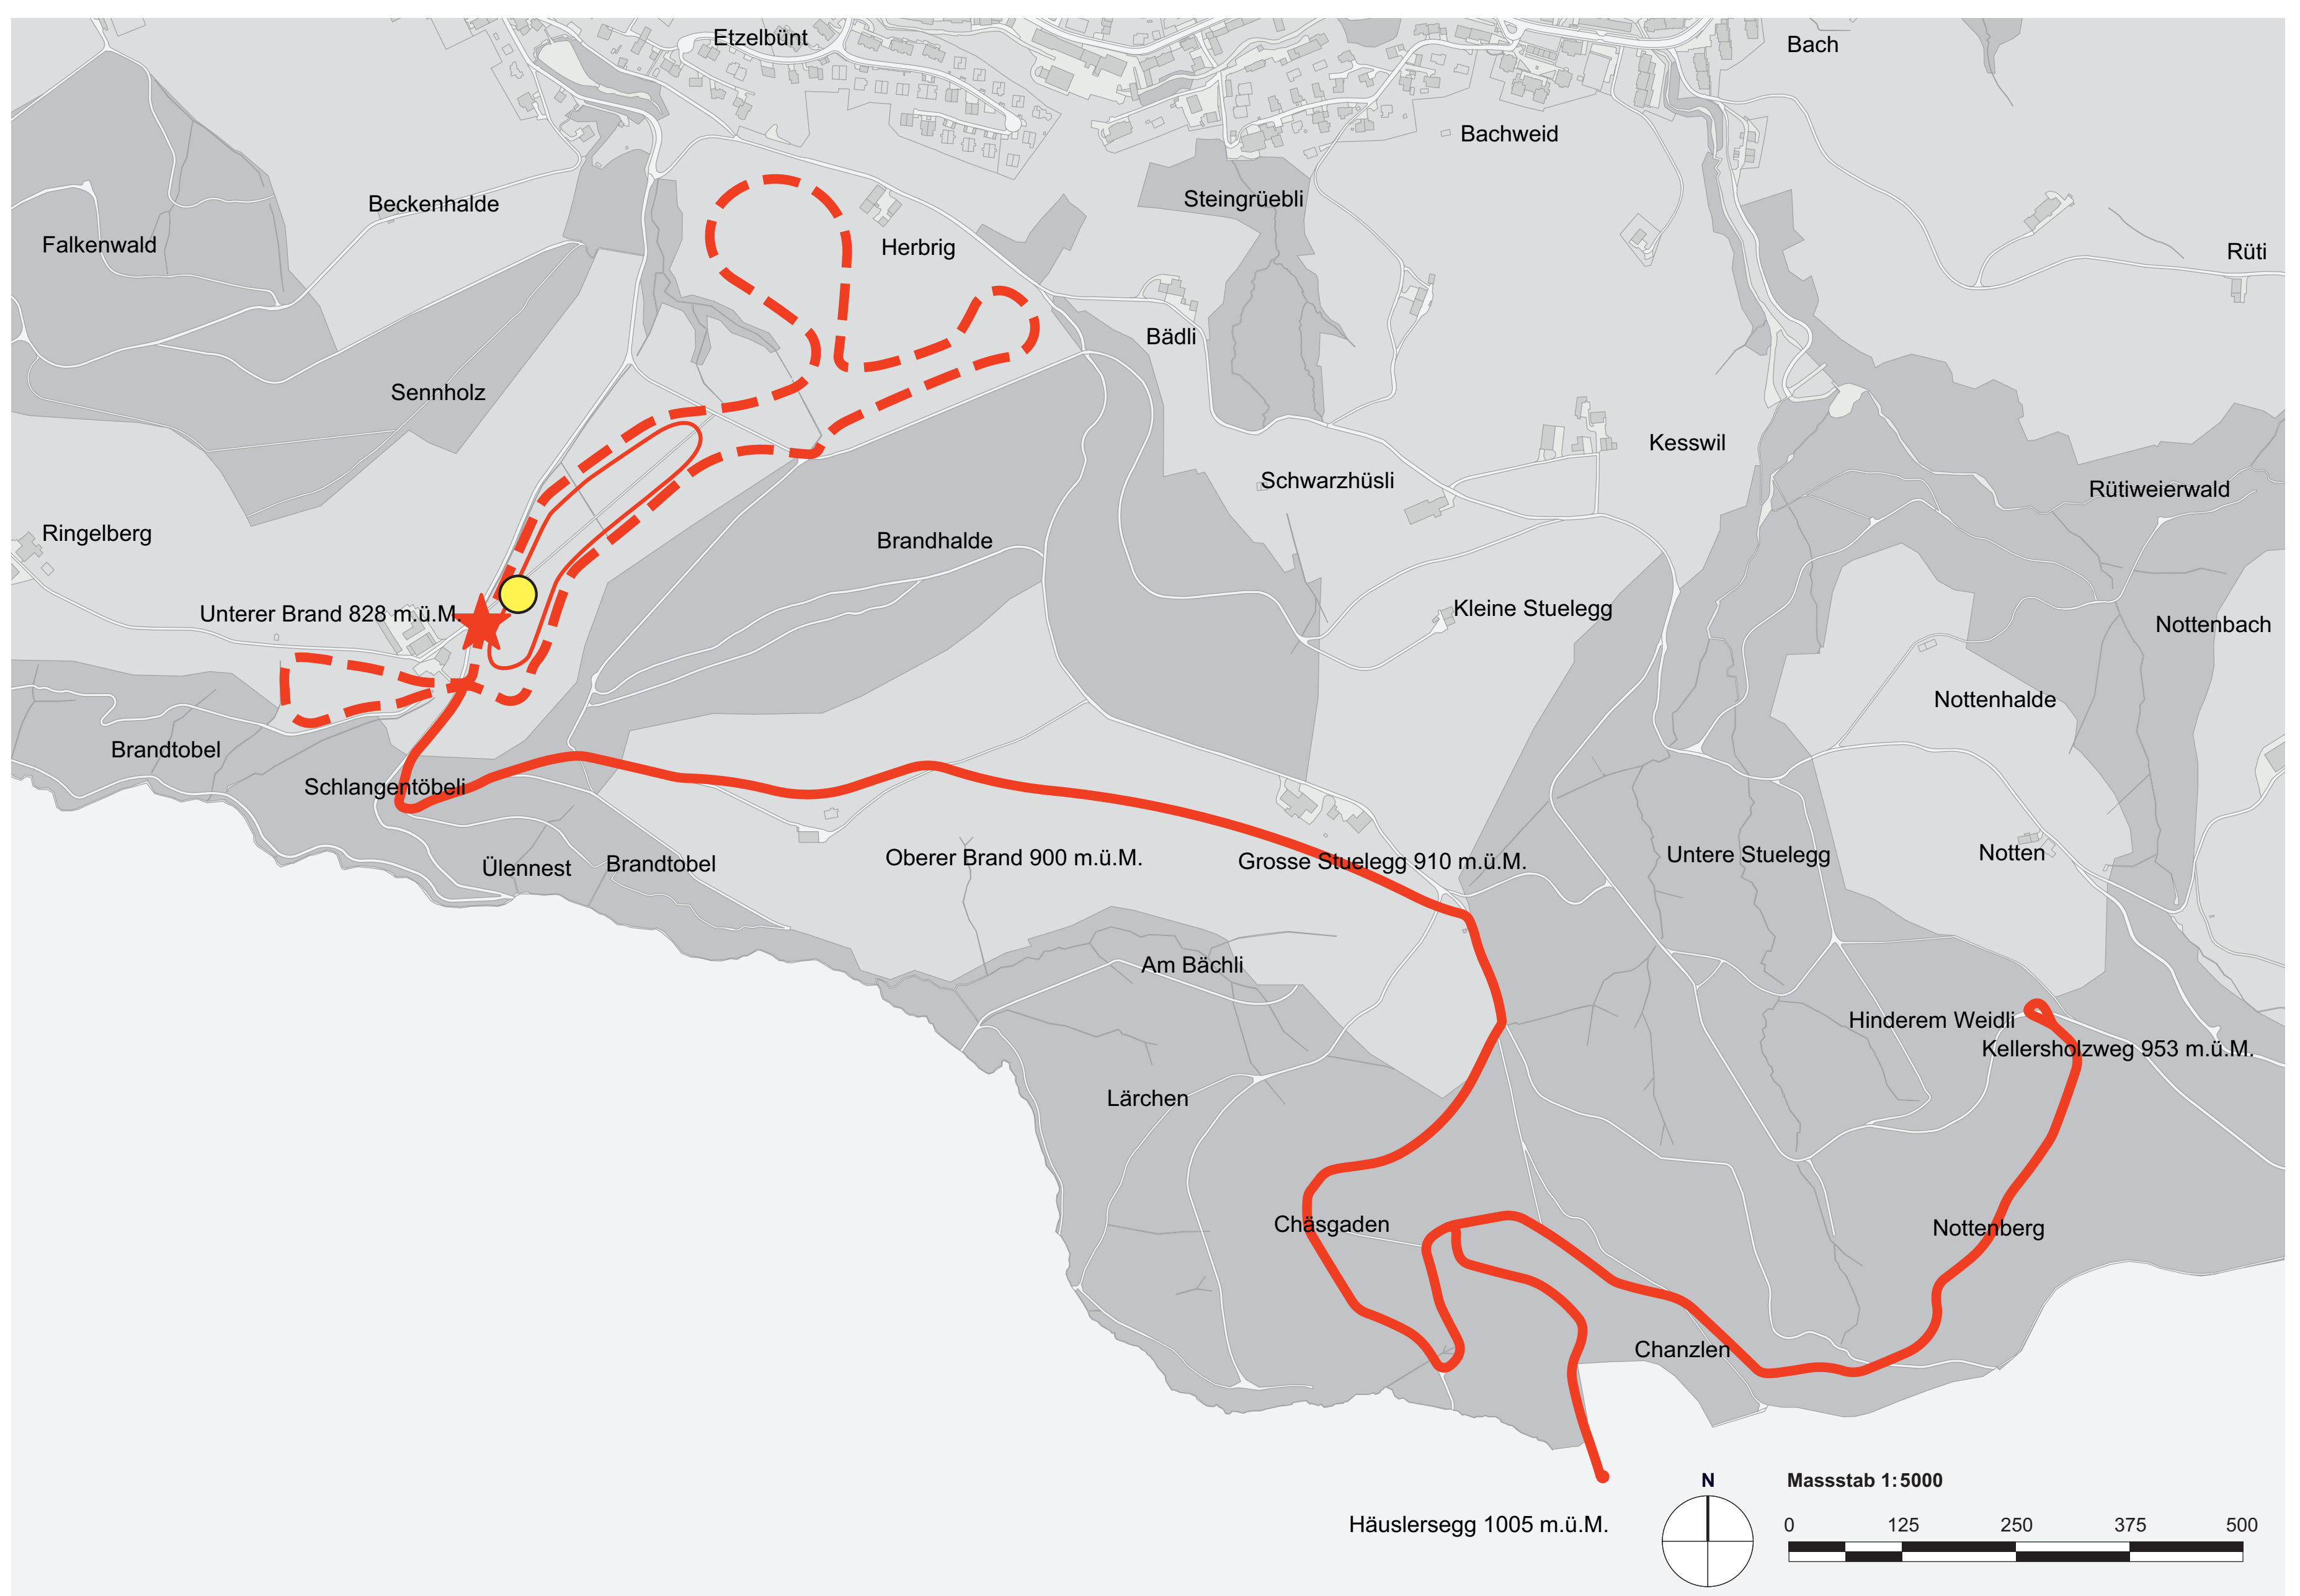 Etzelbünt
Bach
Bachweid
Steingrüebli
Beckenhalde
Falkenwald
Herbrig
Rüti
Bädli
Sennholz
Kesswil
Schwarzhüsli
Rütiweierwald
Ringelberg
Brandhalde
Unterer Brand 828 m.ü.M.
Kleine Stuelegg
Nottenbach
Nottenhalde
Brandtobel
Schlangentöbeli
Oberer Brand 900 m.ü.M.
Grosse Stuelegg 910 m.ü.M.
Untere Stuelegg
Notten
Ülennest
Brandtobel
Am Bächli
Hinderem Weidli
Kellersholzweg 953 m.ü.M.
Lärchen
Chäsgaden
Nottenberg
Chanzlen
Häuslersegg 1005 m.ü.M.
N
Massstab 1:5000
0 125 250 375 500